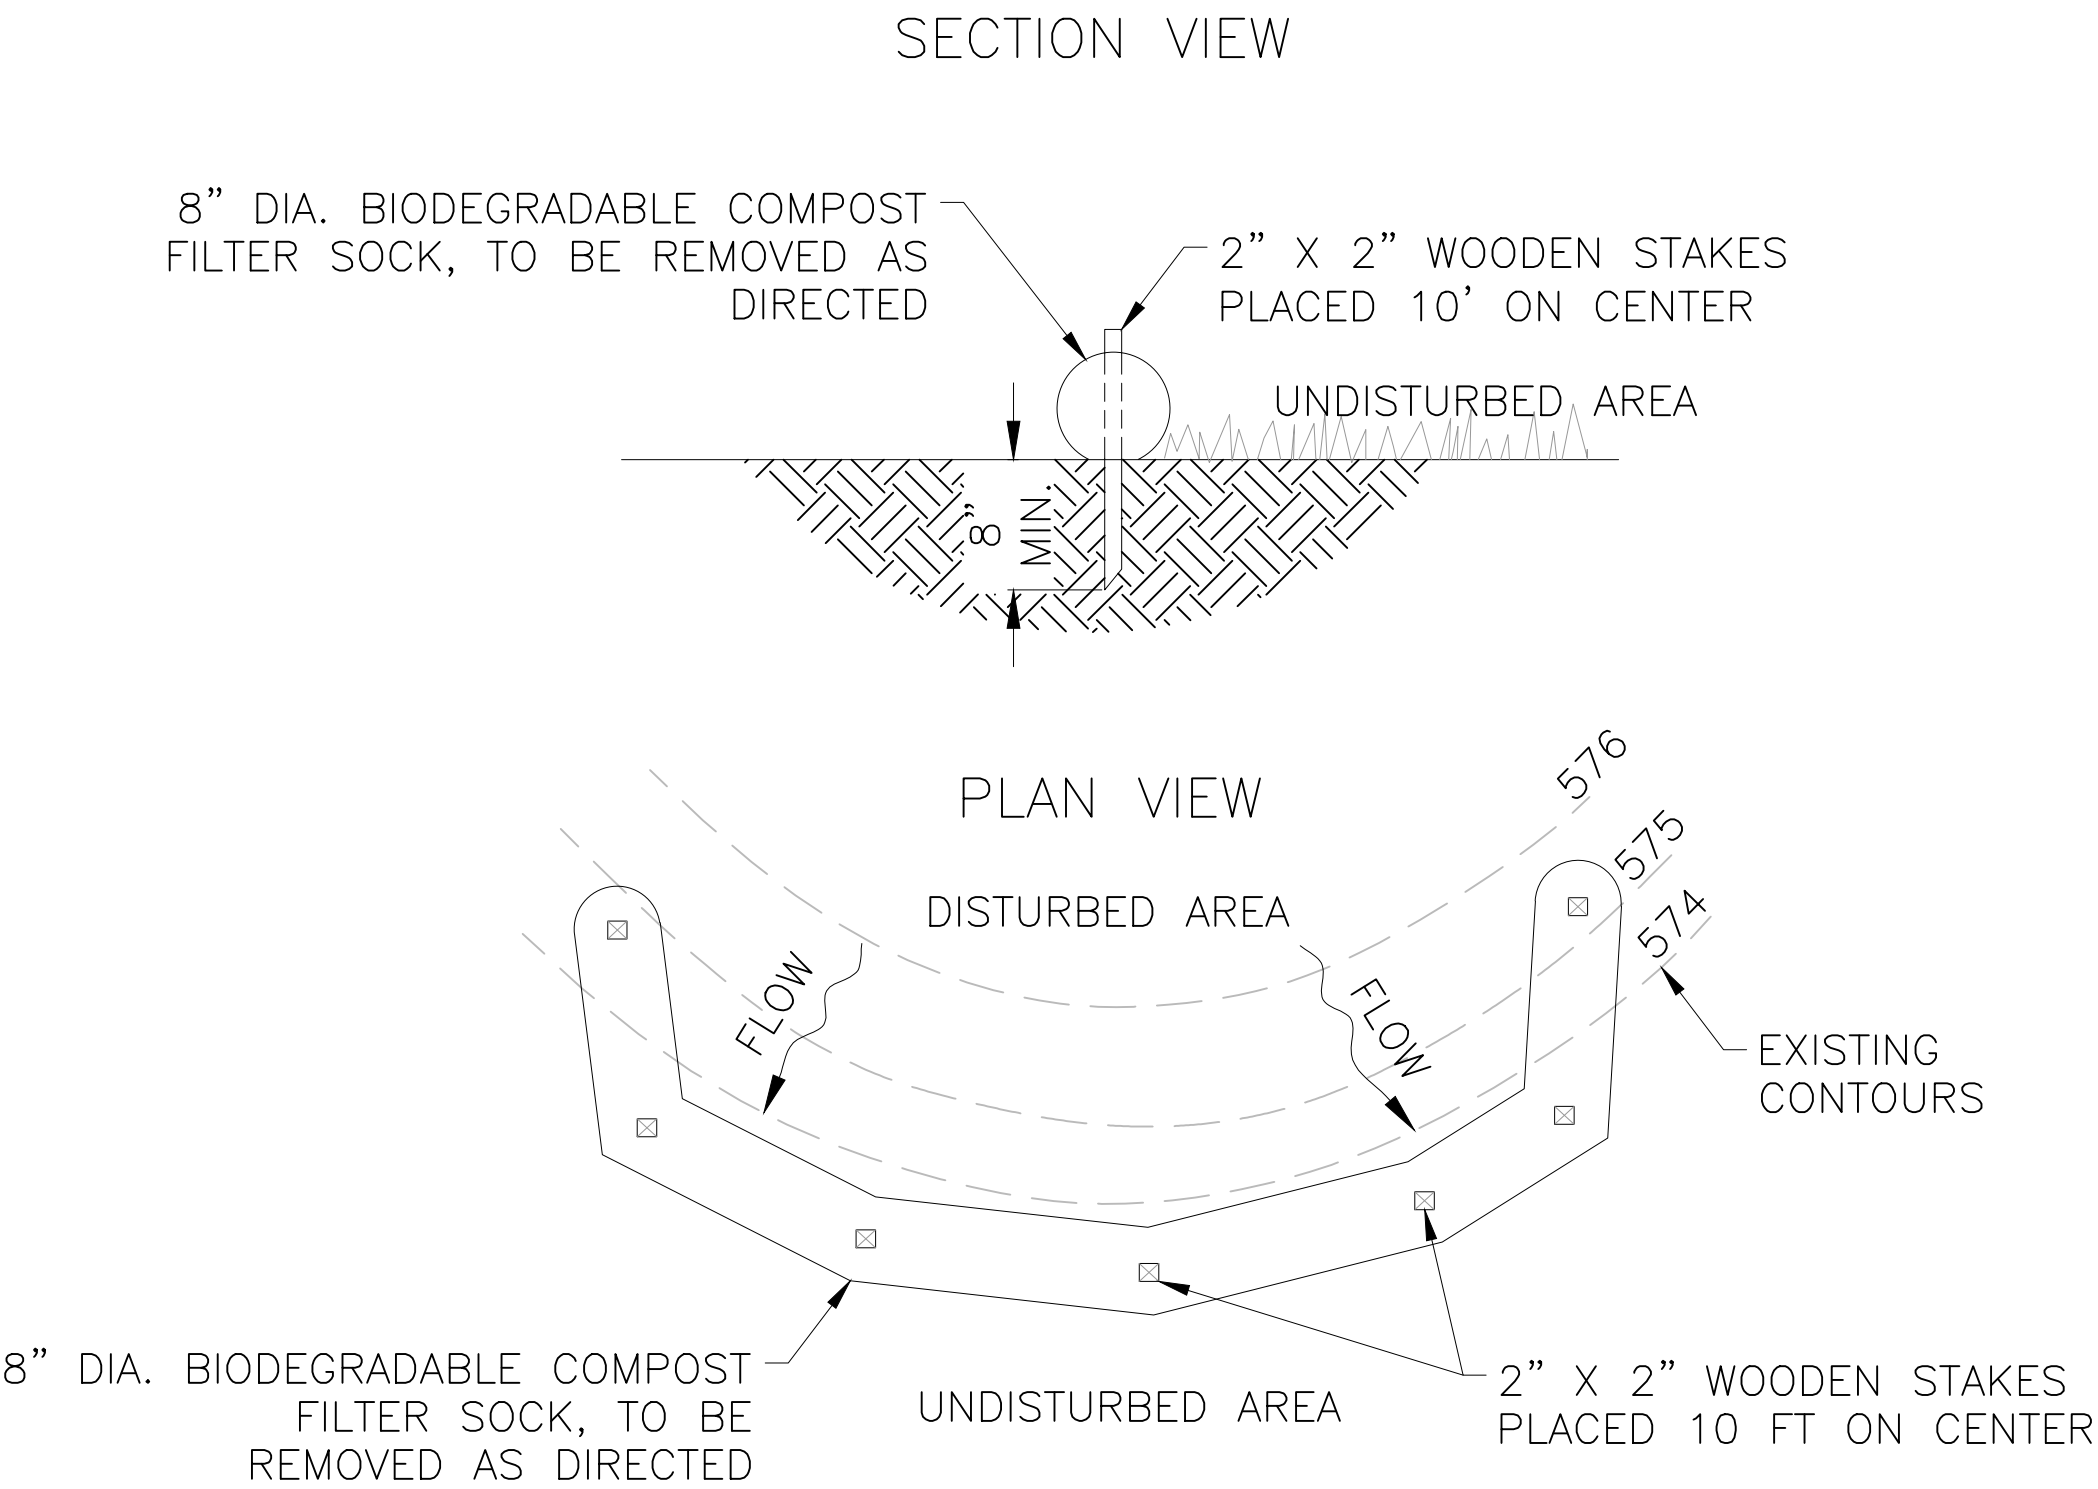 SECTION VIEW
8” DIA. BIODEGRADABLE COMPOST
FILTER SOCK, TO BE REMOVED AS
DIRECTED
2” X 2” WOODEN STAKES
PLACED 10’ ON CENTER
UNDISTURBED AREA
8”
MIN.
PLAN VIEW
576
575
574
DISTURBED AREA
FLOW
FLOW
EXISTING
CONTOURS
8” DIA. BIODEGRADABLE COMPOST
FILTER SOCK, TO BE
REMOVED AS DIRECTED
UNDISTURBED AREA
2” X 2” WOODEN STAKES
PLACED 10 FT ON CENTER